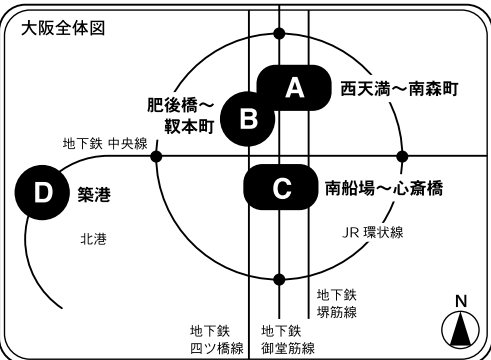 大阪全体図
A
西天満〜南森町
肥後橋〜
靱本町
B
地下鉄 中央線
D
築港
C
南船場〜心斎橋
北港
JR 環状線
地下鉄
堺筋線
N
地下鉄
四ツ橋線
地下鉄
御堂筋線